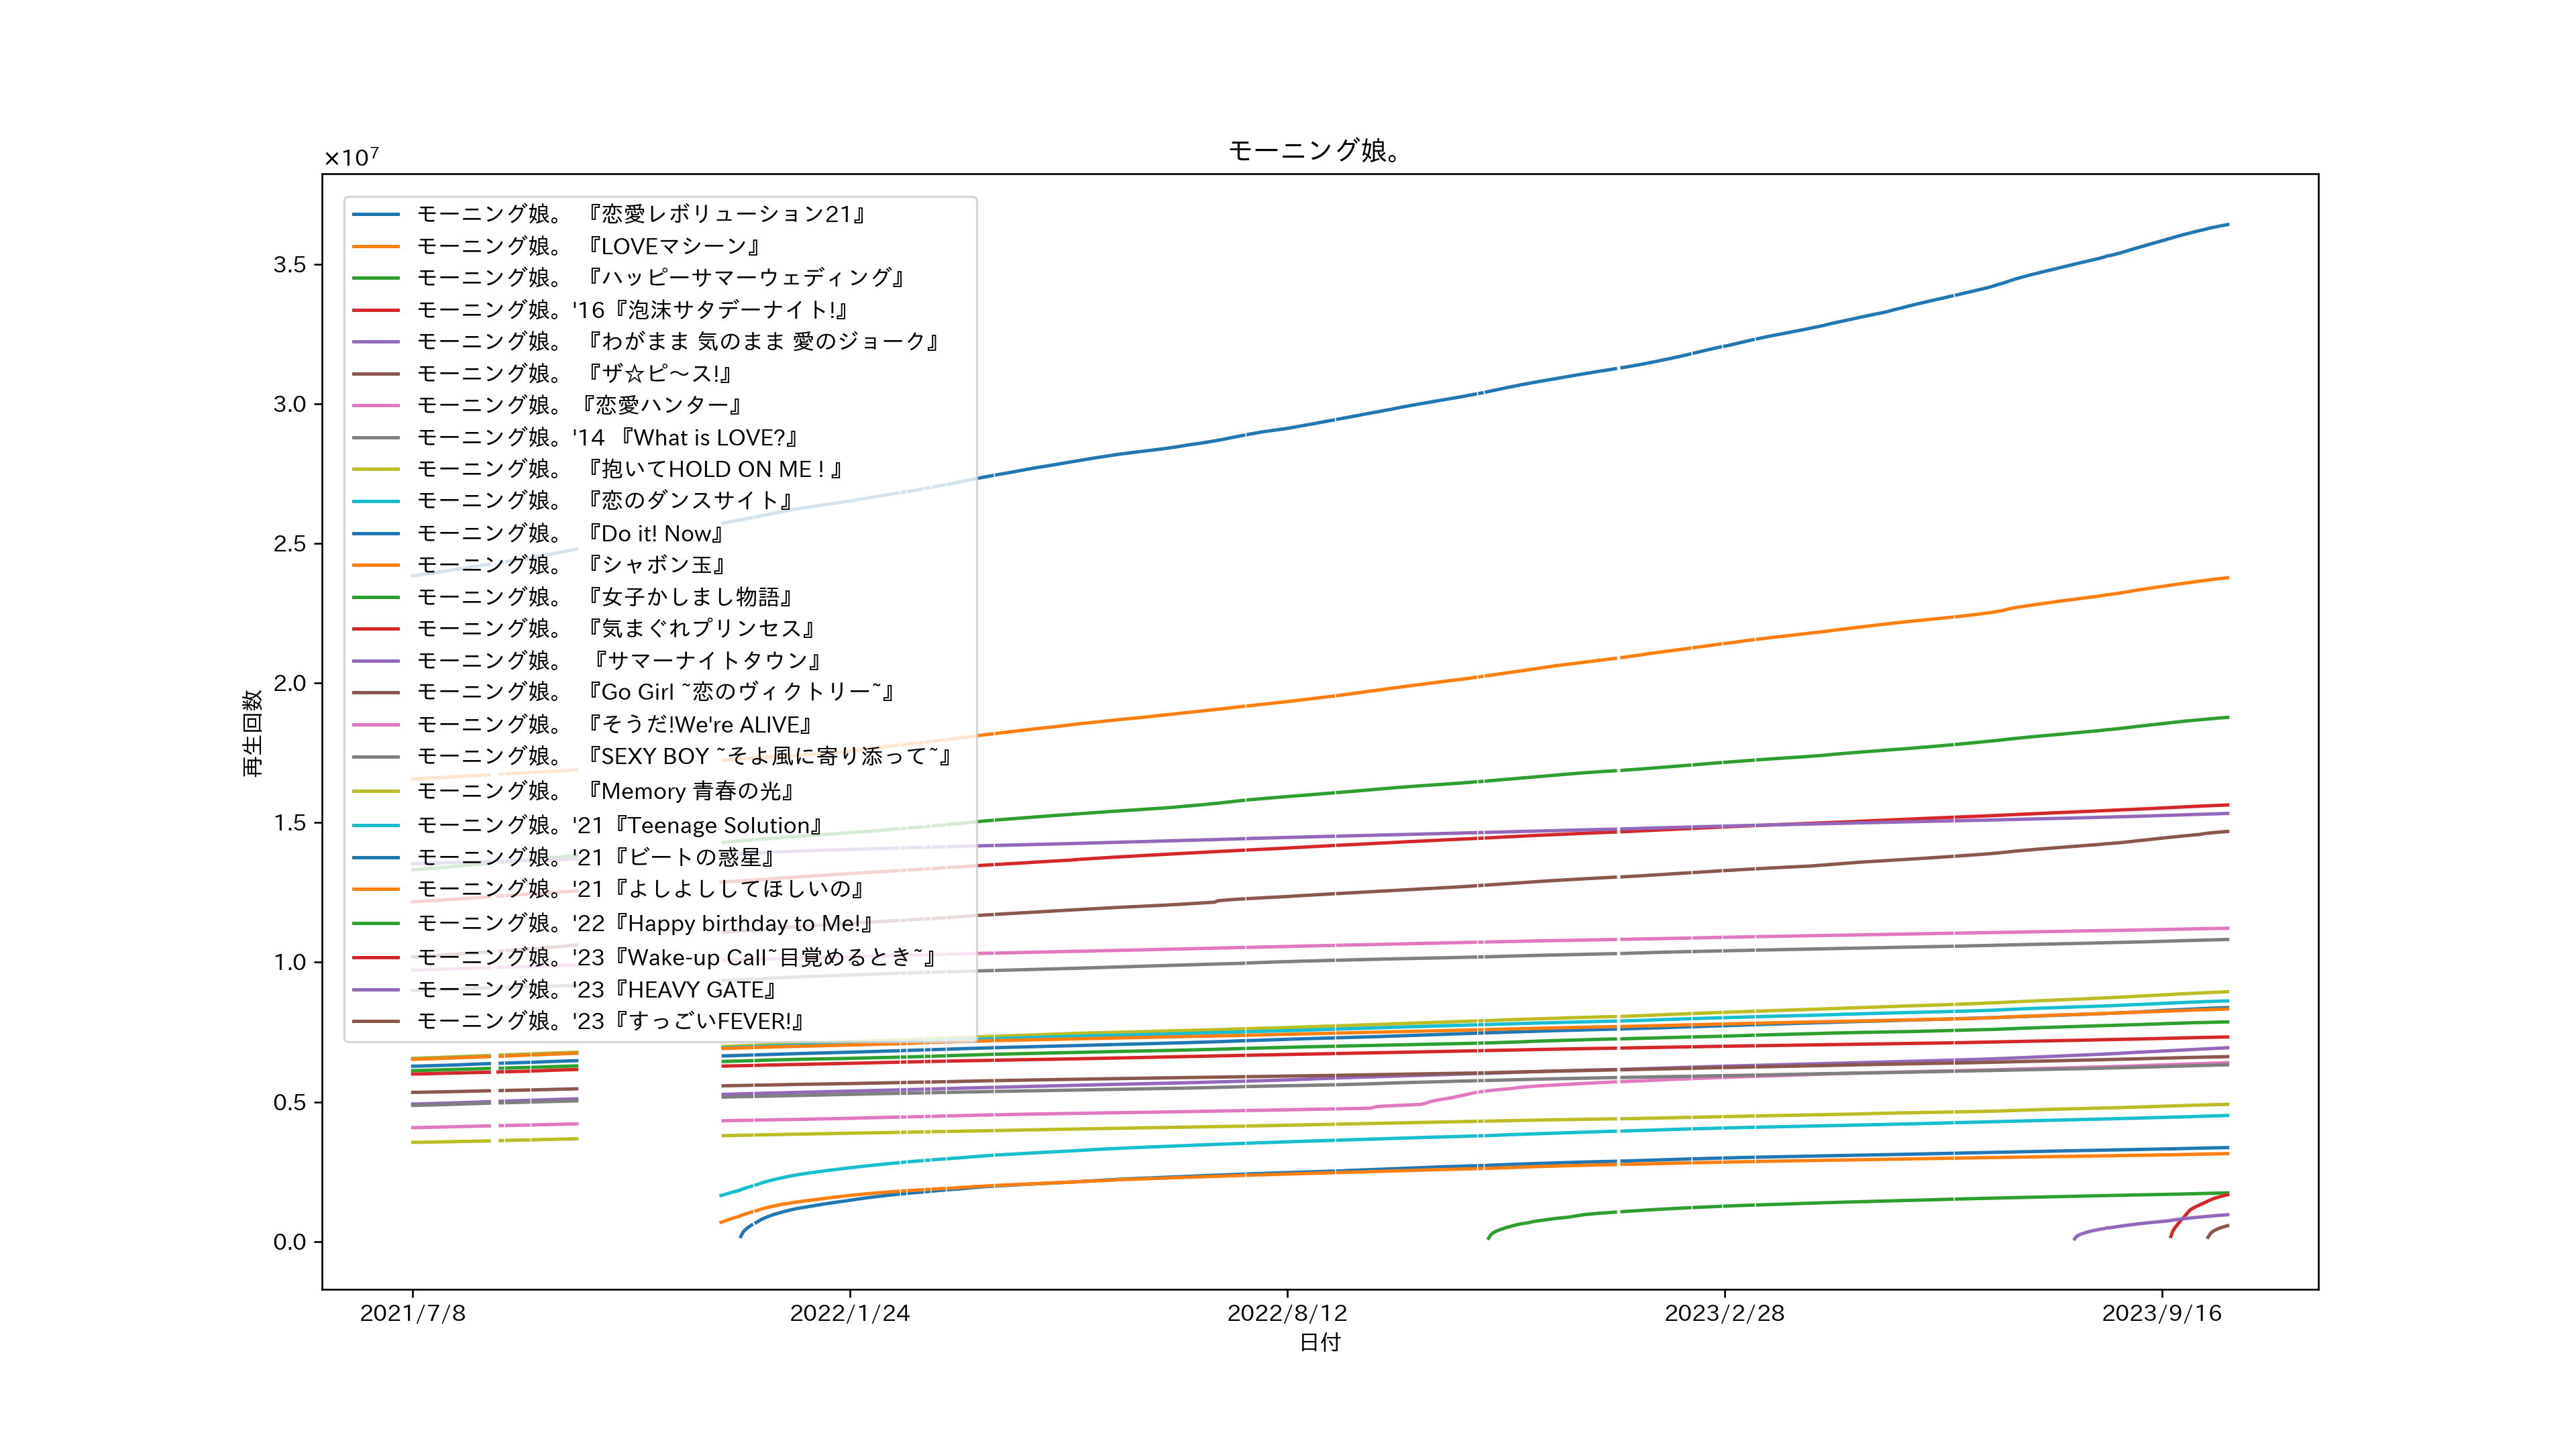 モーニング娘。
×10⁷
3.5
3.0
2.5
2.0
1.5
1.0
0.5
0.0
再生回数
モーニング娘。 『恋愛レボリューション21』
モーニング娘。 『LOVEマシーン』
モーニング娘。 『ハッピーサマーウェディング』
モーニング娘。'16『泡沫サタデーナイト!』
モーニング娘。 『わがまま 気のまま 愛のジョーク』
モーニング娘。 『ザ☆ピ～ス!』
モーニング娘。『恋愛ハンター』
モーニング娘。'14 『What is LOVE?』
モーニング娘。 『抱いてHOLD ON ME ! 』
モーニング娘。 『恋のダンスサイト』
モーニング娘。 『Do it! Now』
モーニング娘。 『シャボン玉』
モーニング娘。 『女子かしまし物語』
モーニング娘。 『気まぐれプリンセス』
モーニング娘。 『サマーナイトタウン』
モーニング娘。 『Go Girl ~恋のヴィクトリー~』
モーニング娘。 『そうだ!We're ALIVE』
モーニング娘。 『SEXY BOY ~そよ風に寄り添って~』
モーニング娘。 『Memory 青春の光』
モーニング娘。'21『Teenage Solution』
モーニング娘。'21『ビートの惑星』
モーニング娘。'21『よしよししてほしいの』
モーニング娘。'22『Happy birthday to Me!』
モーニング娘。'23『Wake-up Call~目覚めるとき~』
モーニング娘。'23『HEAVY GATE』
モーニング娘。'23『すっごいFEVER!』
2021/7/8
2022/1/24
2022/8/12
2023/2/28
2023/9/16
日付